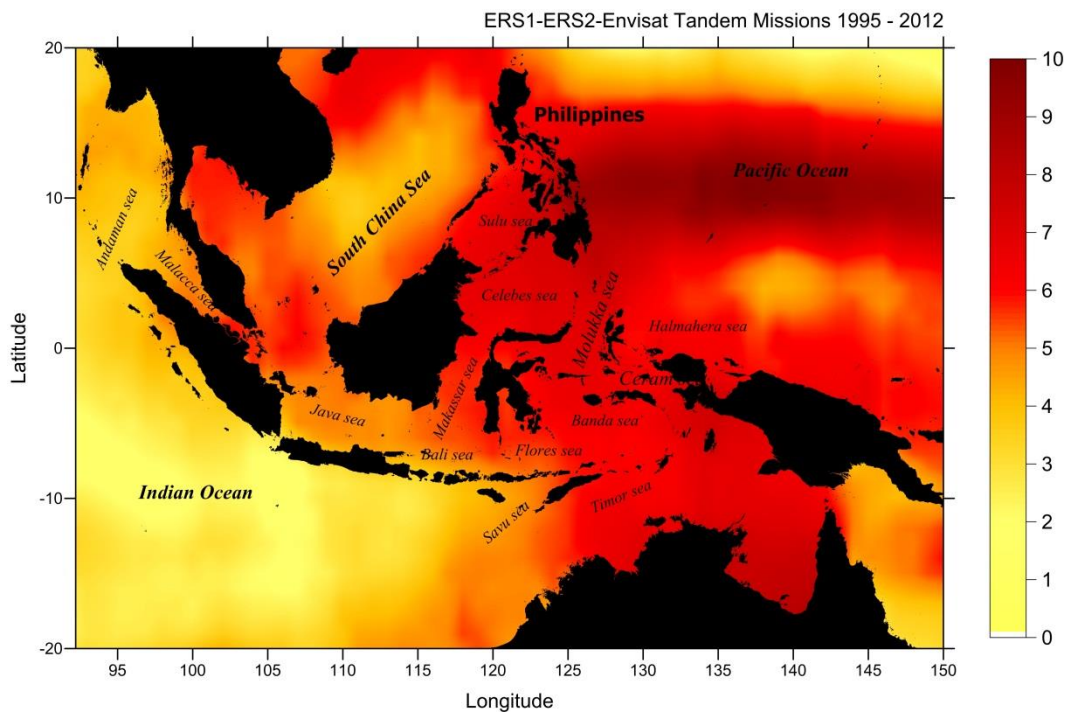 ERS1-ERS2-Envisat Tandem Missions 1995 - 2012
20
10
0
-10
-20
Latitude
95
100
105
110
115
120
125
130
135
140
145
150
Longitude
Philippines
Pacific Ocean
South China Sea
Sulu sea
Andaman sea
Malacca sea
Celebes sea
Molukka sea
Halmahera sea
Ceram
Makassar sea
Java sea
Banda sea
Bali sea
Flores sea
Indian Ocean
Savu sea
Timor sea
10
9
8
7
6
5
4
3
2
1
0